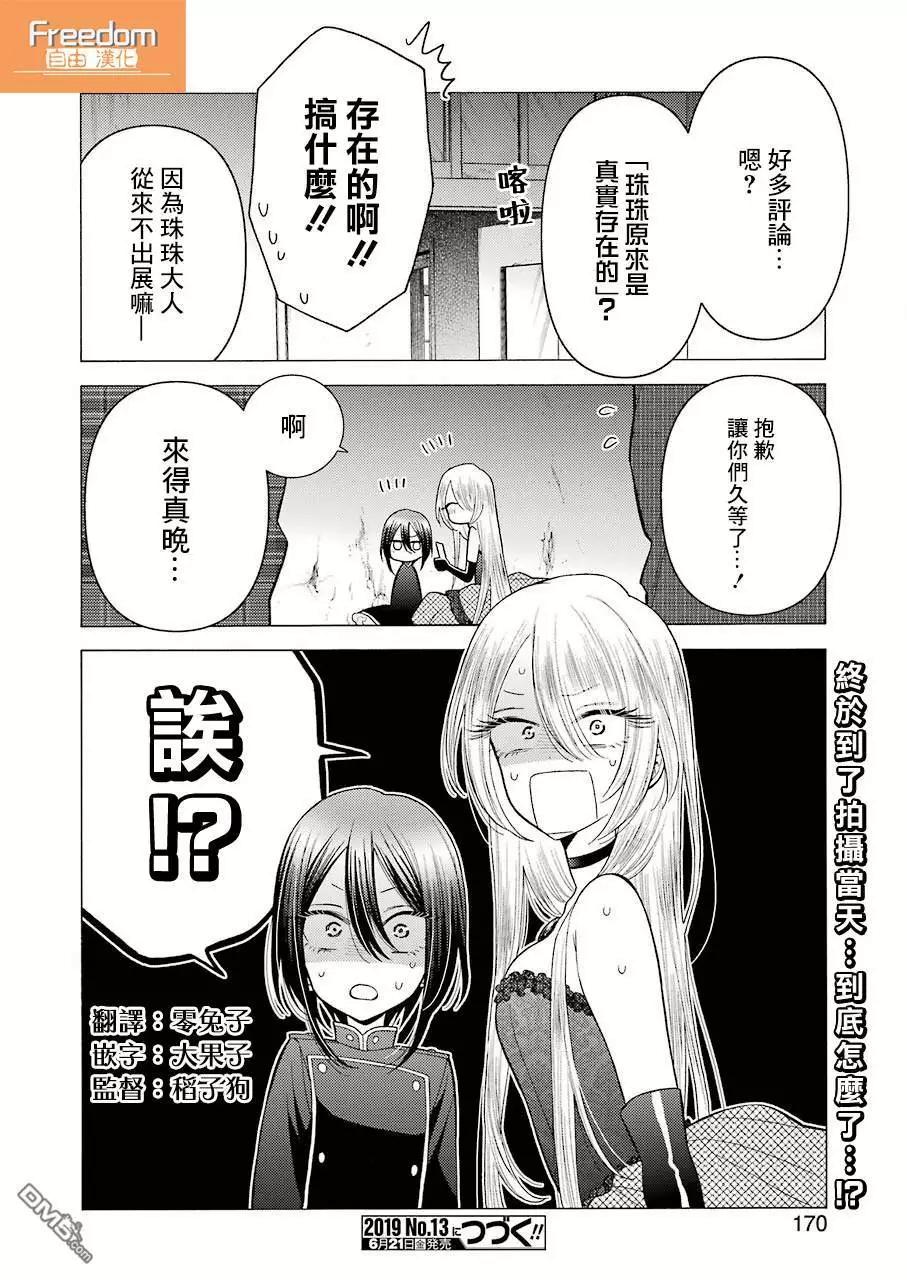 Freedom
自由 漢化
好多評論…
嗯?
「珠珠原來是
真實存在的」?
喀啦
存在的啊!!
搞什麼!!
因為珠珠大人
從來不出展嘛—
抱歉
讓你們久等了…!
啊
來得真晚…
誒!?
終於到了拍攝當天…到底怎麼了…!?
翻譯：零兔子
嵌字：大果子
監督：稻子狗
DM5.com
2019 No.13につづく!!
6月21日金発売
170